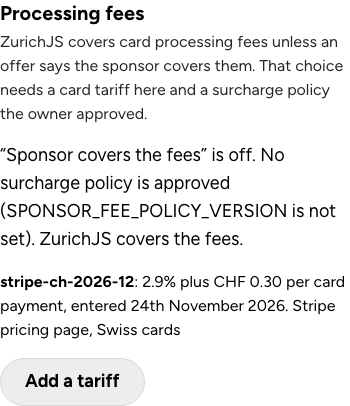 Processing fees
ZurichJS covers card processing fees unless an
offer says the sponsor covers them. That choice
needs a card tariff here and a surcharge policy
the owner approved.
“Sponsor covers the fees” is off. No
surcharge policy is approved
(SPONSOR_FEE_POLICY_VERSION is not
set). ZurichJS covers the fees.
stripe-ch-2026-12: 2.9% plus CHF 0.30 per card
payment, entered 24th November 2026. Stripe
pricing page, Swiss cards
Add a tariff